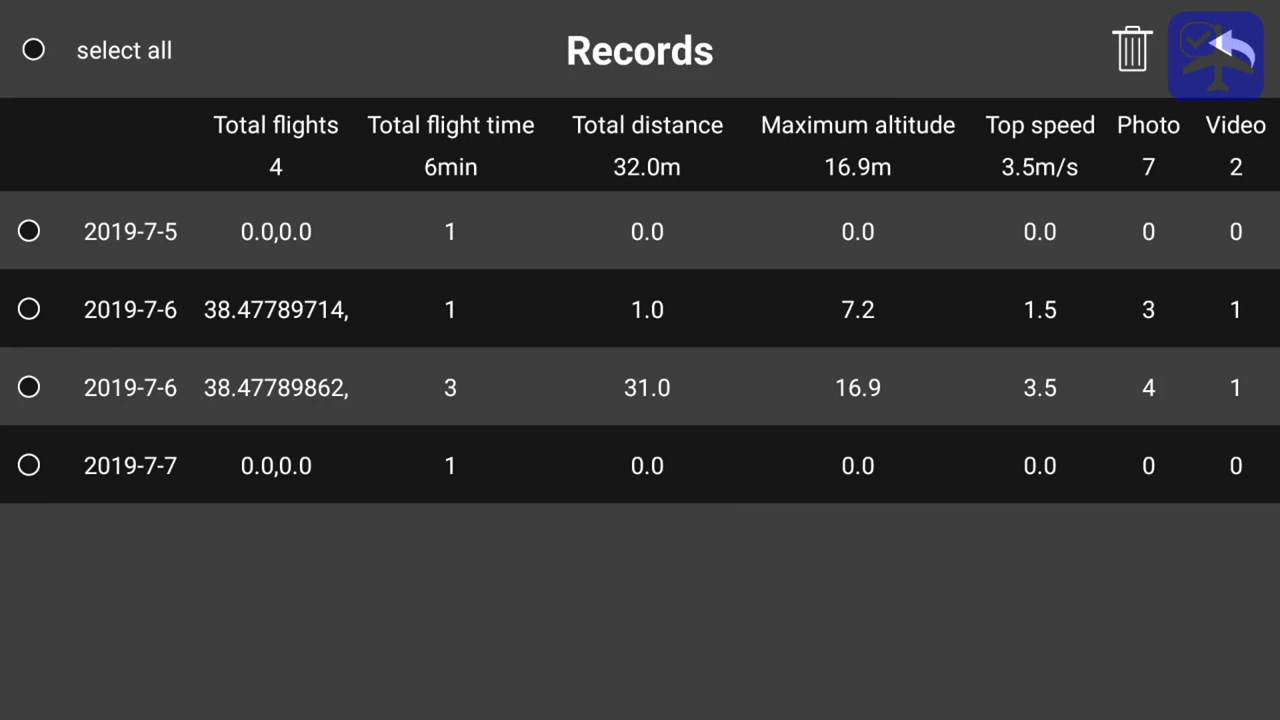 select all Records
Total flights Total flight time Total distance Maximum altitude Top speed Photo Video
4 6min 32.0m 16.9m 3.5m/s 7 2
2019-7-5 0.0,0.0 1 0.0 0.0 0.0 0 0
2019-7-6 38.47789714, 1 1.0 7.2 1.5 3 1
2019-7-6 38.47789862, 3 31.0 16.9 3.5 4 1
2019-7-7 0.0,0.0 1 0.0 0.0 0.0 0 0